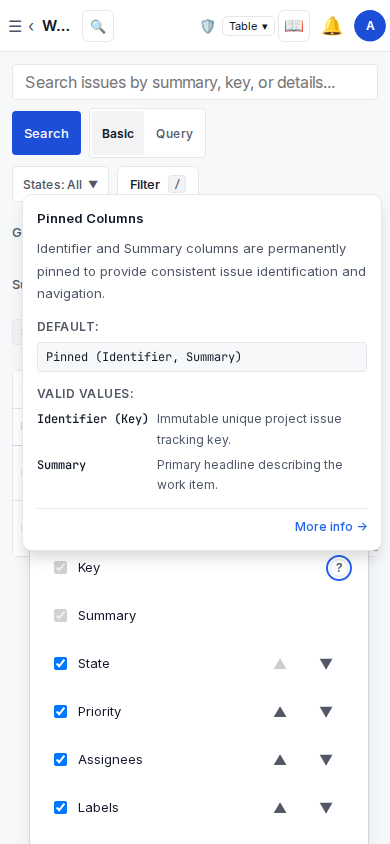 W...
Table
A
Search issues by summary, key, or details...
Search
Basic
Query
States: All
Filter
/
Pinned Columns
Identifier and Summary columns are permanently
pinned to provide consistent issue identification and
navigation.
DEFAULT:
Pinned (Identifier, Summary)
VALID VALUES:
Identifier (Key) Immutable unique project issue
tracking key.
Summary Primary headline describing the
work item.
More info →
Key
?
Summary
State
Priority
Assignees
Labels